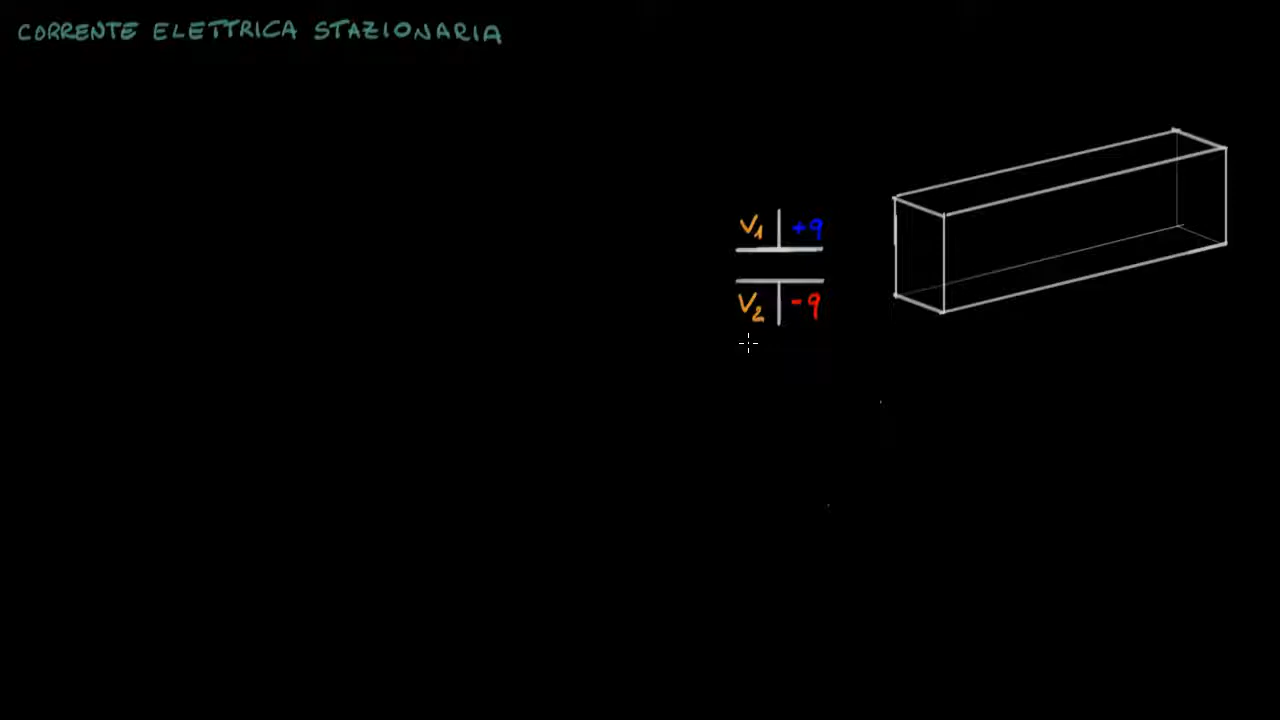 CORRENTE ELETTRICA STAZIONARIA
V1 +q
V2 -q